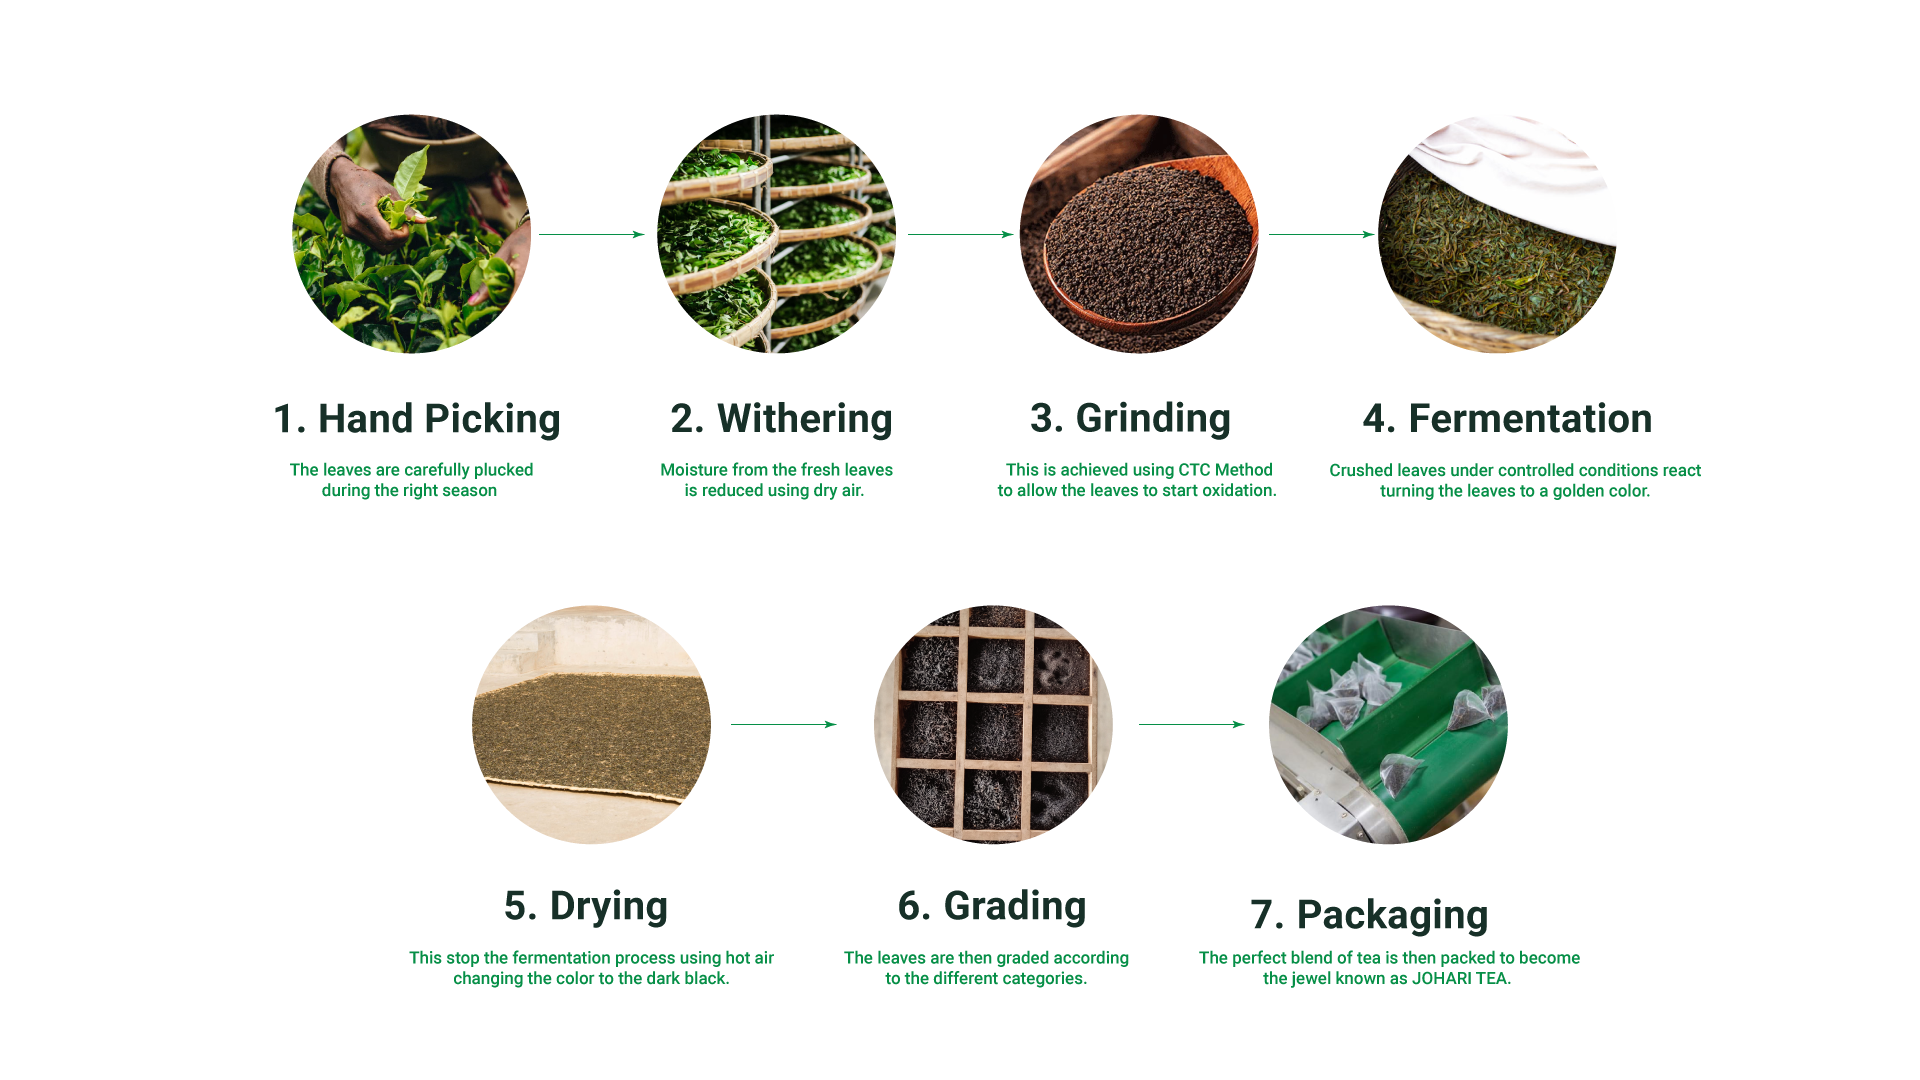 1. Hand Picking
The leaves are carefully plucked
during the right season
2. Withering
Moisture from the fresh leaves
is reduced using dry air.
3. Grinding
This is achieved using CTC Method
to allow the leaves to start oxidation.
4. Fermentation
Crushed leaves under controlled conditions react
turning the leaves to a golden color.
5. Drying
This stop the fermentation process using hot air
changing the color to the dark black.
6. Grading
The leaves are then graded according
to the different categories.
7. Packaging
The perfect blend of tea is then packed to become
the jewel known as JOHARI TEA.